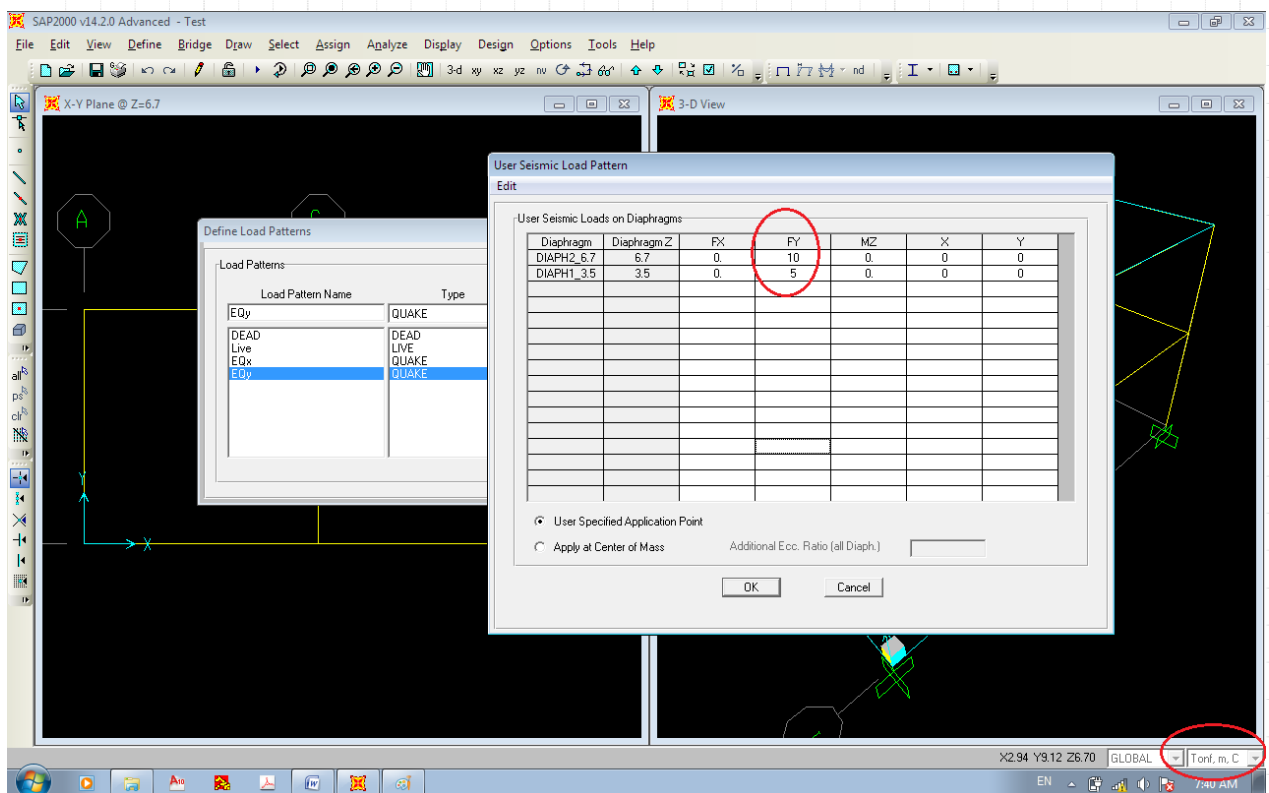 SAP2000 v14.2.0 Advanced - Test
File Edit View Define Bridge Draw Select Assign Analyze Display Design Options Tools Help
3-d xy xz yz nv nd
X-Y Plane @ Z=6.7
3-D View
A
User Seismic Load Pattern
Edit
User Seismic Loads on Diaphragms
Diaphragm Diaphragm Z FX FY MZ X Y
DIAPH2_6.7 6.7 0. 10 0. 0 0
DIAPH1_3.5 3.5 0. 5 0. 0 0
User Specified Application Point
Apply at Center of Mass Additional Ecc. Ratio (all Diaph.)
OK Cancel
Define Load Patterns
Load Patterns
Load Pattern Name Type
EQy QUAKE
DEAD DEAD
Live LIVE
EQx QUAKE
EQy QUAKE
all
ps
clr
Y
X
X2.94 Y9.12 Z6.70 GLOBAL Tonf, m, C
EN 7:40 AM